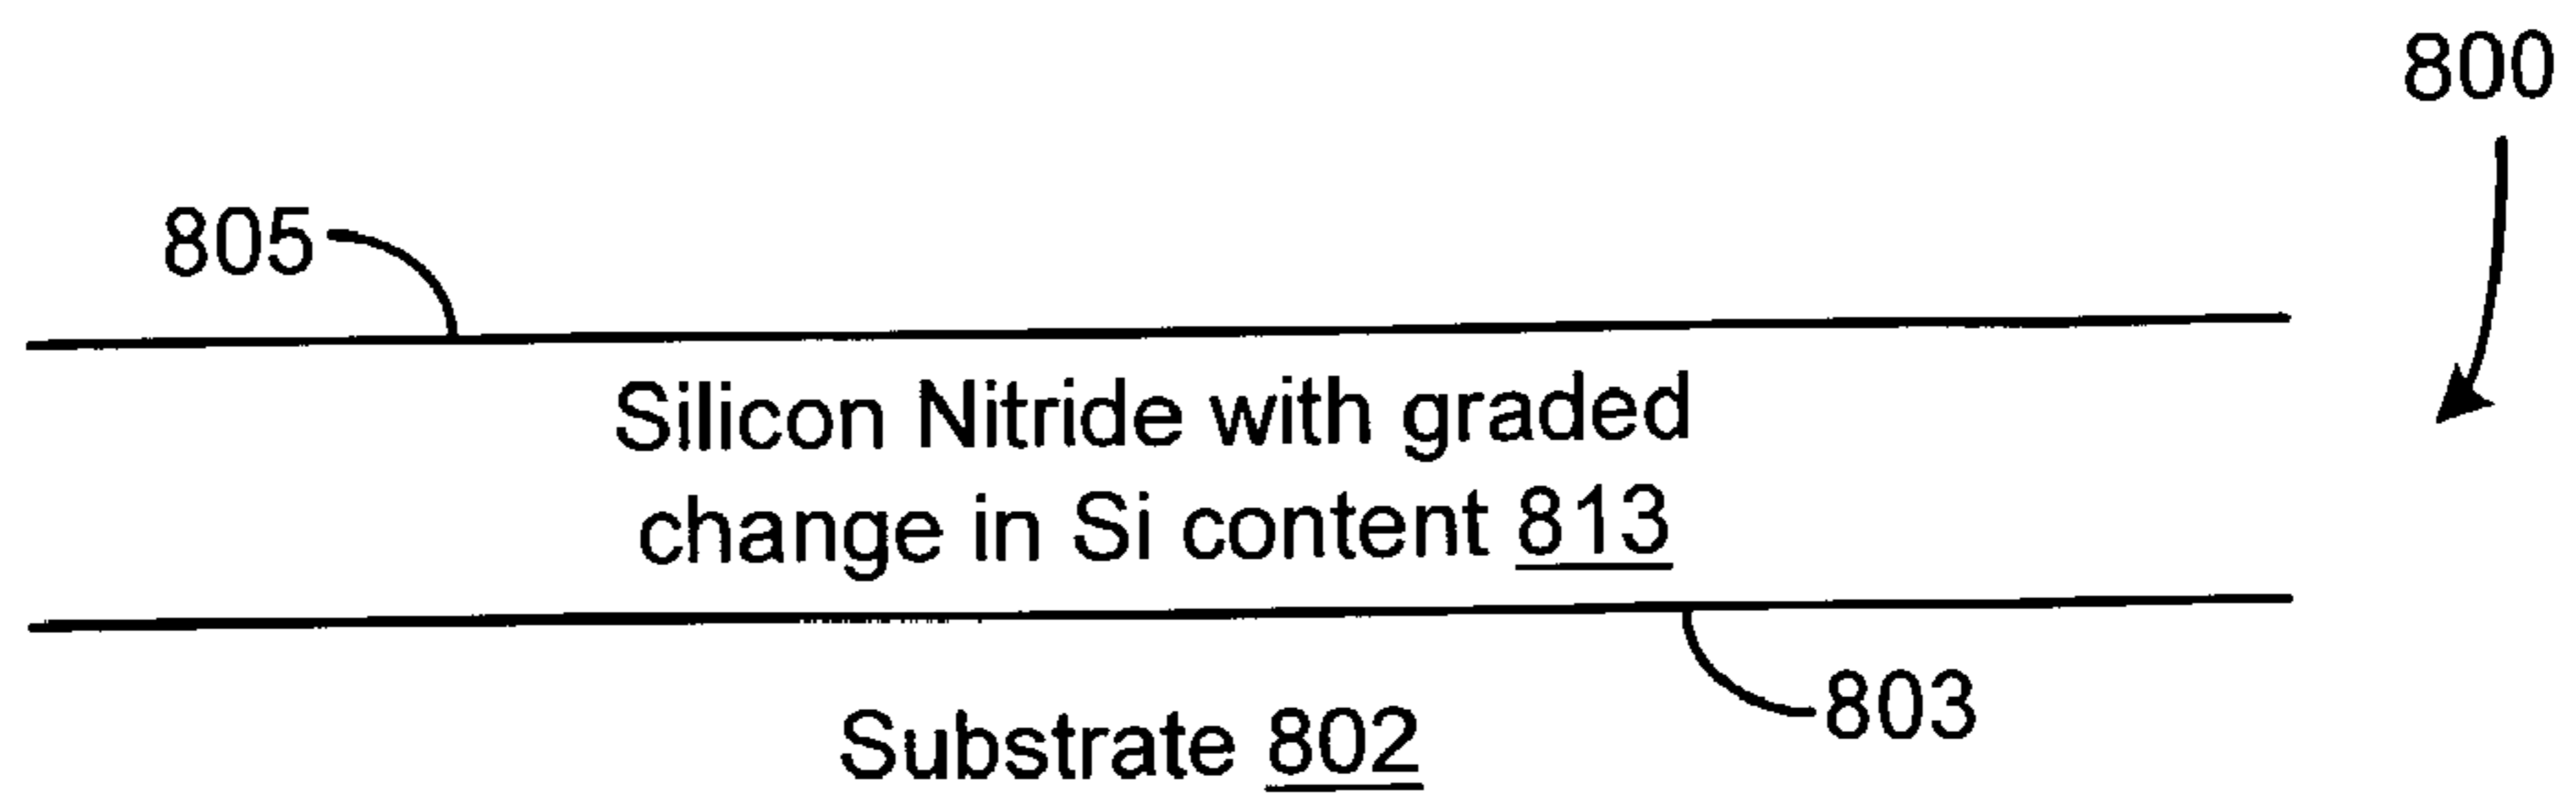 800
805
Silicon Nitride with graded
change in Si content 813
803
Substrate 802